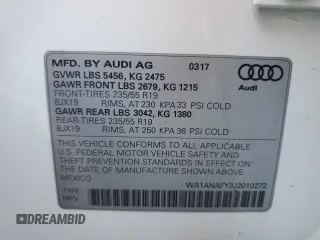 MFD. BY AUDI AG 0317
GVWR LBS 5456, KG 2475
GAWR FRONT LBS 2679, KG 1215
FRONT-TIRES 235/55 R19
8JX19 RIMS, AT 230 KPA 33 PSI COLD
GAWR REAR LBS 3042, KG 1380
REAR-TIRES 235/55 R19
8JX19 RIMS, AT 250 KPA 36 PSI COLD
Audi
THIS VEHICLE CONFORMS TO ALL APPLICABLE
U.S. FEDERAL MOTOR VEHICLE SAFETY
STANDARDS IN EFFECT ON THE DATE OF
MANUFACTURE SHOWN ABOVE.
MEXICO WA1ANAFY3J2010272
TYPE: MPV
DREAMBID